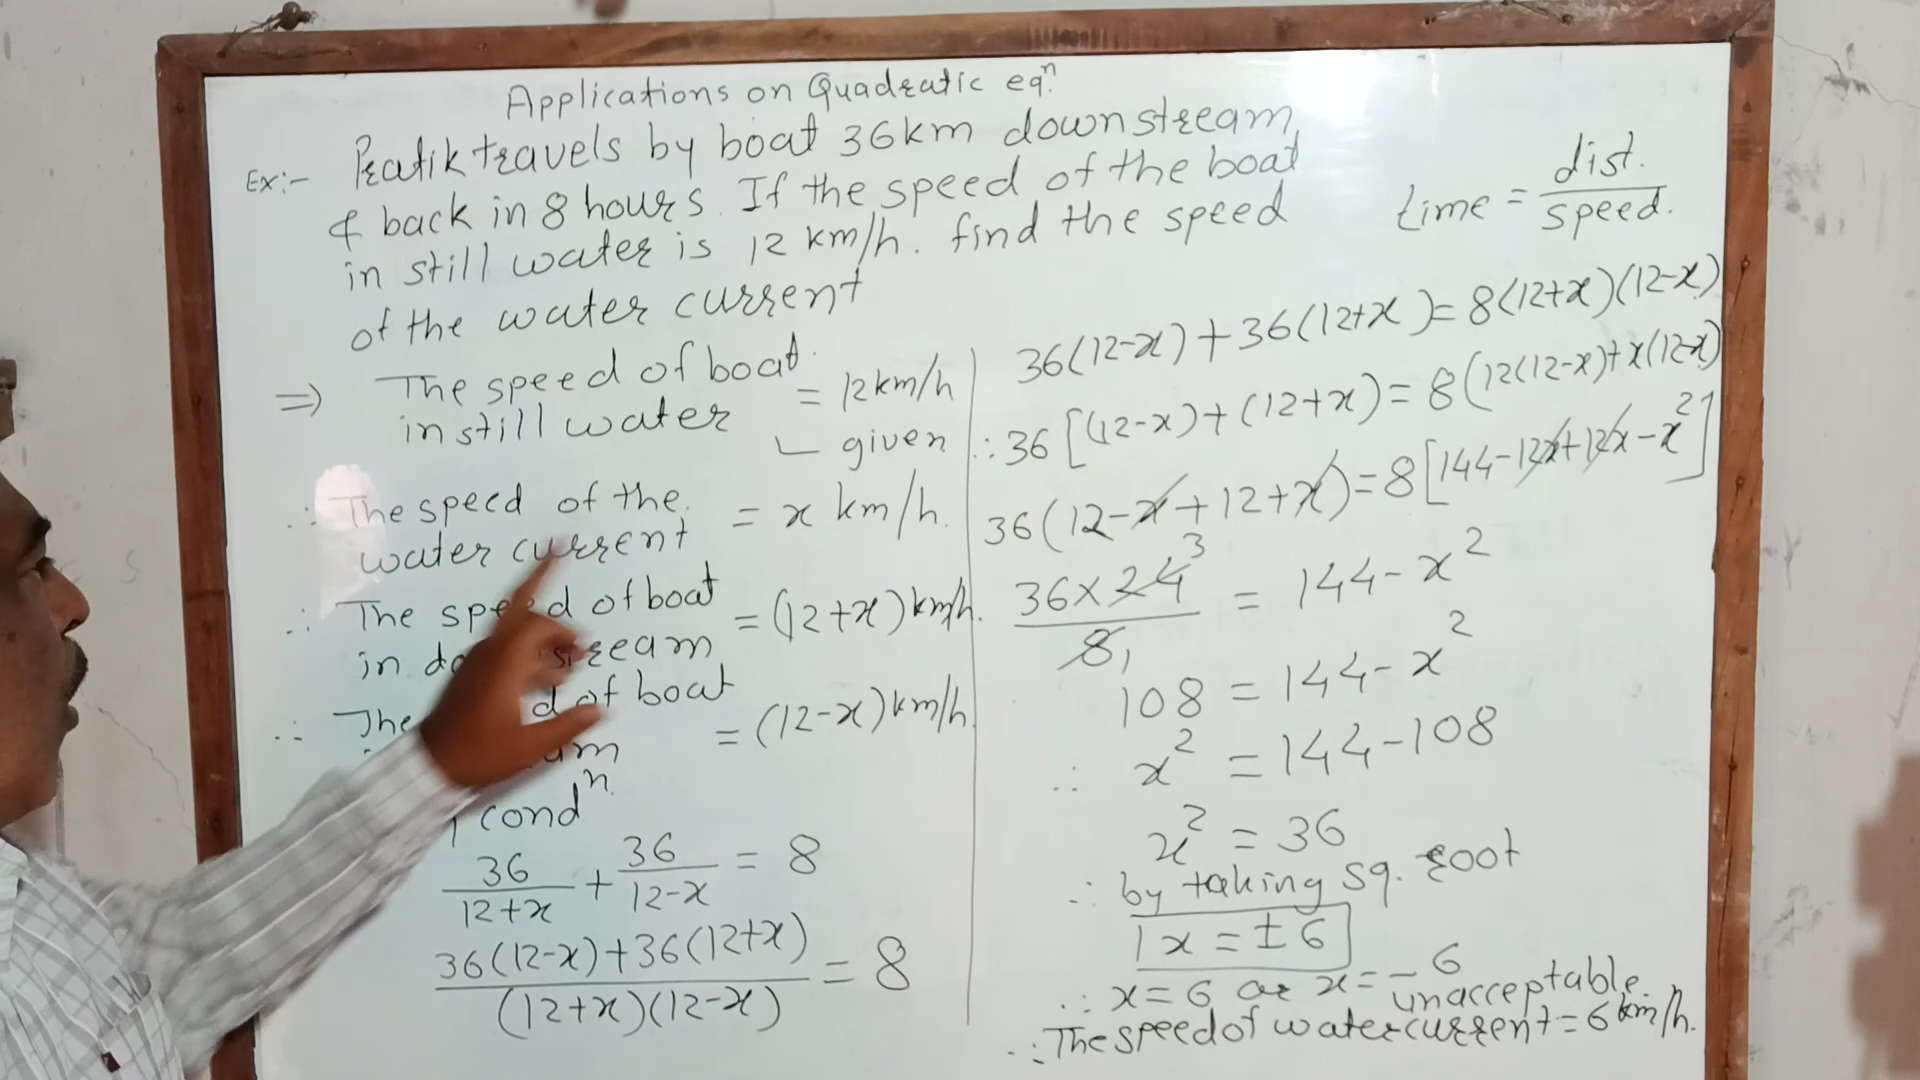 Applications on Quadratic eqⁿ.
Ex:- Pratik travels by boat 36km downstream
& back in 8 hours. If the speed of the boat
in still water is 12 km/h. find the speed
of the water current
time = dist. / speed.
⇒ The speed of boat
in still water = 12km/h
given
∴ The speed of the
water current = x km/h.
∴ The speed of boat
in stream = (12+x) km/h.
∴ The of boat
= (12-x) km/h.
condⁿ.
36/(12+x) + 36/(12-x) = 8
(36(12-x)+36(12+x))/((12+x)(12-x)) = 8
36(12-x)+36(12+x)=8(12+x)(12-x)
∴ 36[(12-x)+(12+x)=8(12(12-x)+x(12-x)
36(12-x+12+x)=8[144-12x+12x-x²]
(36×24 3)/(8 1) = 144-x²
108 = 144-x²
∴ x² = 144-108
x² = 36
∴ by taking sq. root
x = ±6
∴ x=6 or x=-6
unacceptable.
∴ The speed of water current = 6 km/h.